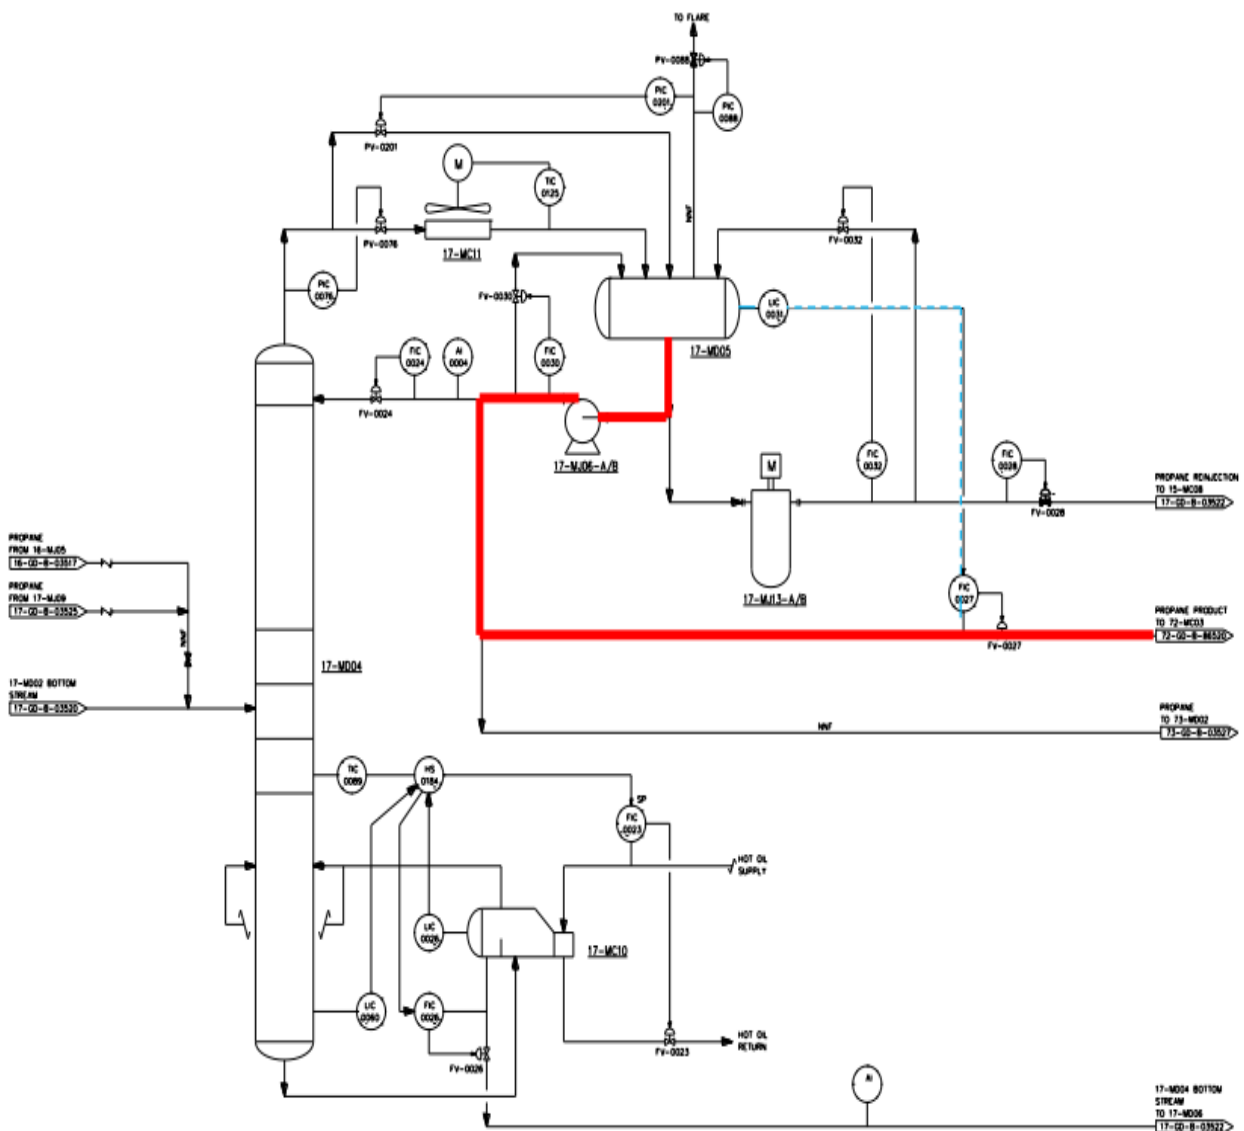 TO FLARE
PV-0088
PIC
0201
PIC
0088
PV-0201
M
TIC
0125
NNF
PV-0076
17-MC11
FV-0032
PIC
0076
FV-0030
LIC
0031
17-MD05
FIC
0024
AI
0004
FIC
0030
FV-0024
17-MJ06-A/B
M
FIC
0032
FIC
0028
PROPANE REINJECTION
TO 15-MC08
17-GD-B-03522
FV-0028
PROPANE
FROM 16-MJ05
16-GD-B-03517
PROPANE
FROM 17-MJ09
17-GD-B-03525
NNF
17-MJ13-A/B
FIC
0027
PROPANE PRODUCT
TO 72-MC03
72-GD-B-86520
FV-0027
17-MD04
17-MD02 BOTTOM
STREAM
17-GD-B-03520
PROPANE
TO 73-MD02
73-GD-B-03527
NNF
TIC
0089
HS
0184
SP
FIC
0023
HOT OIL
SUPPLY
LIC
0026
17-MC10
LIC
0060
FIC
0026
FV-0026
FV-0023
HOT OIL
RETURN
AI
17-MD04 BOTTOM
STREAM
TO 17-MD06
17-GD-B-03522